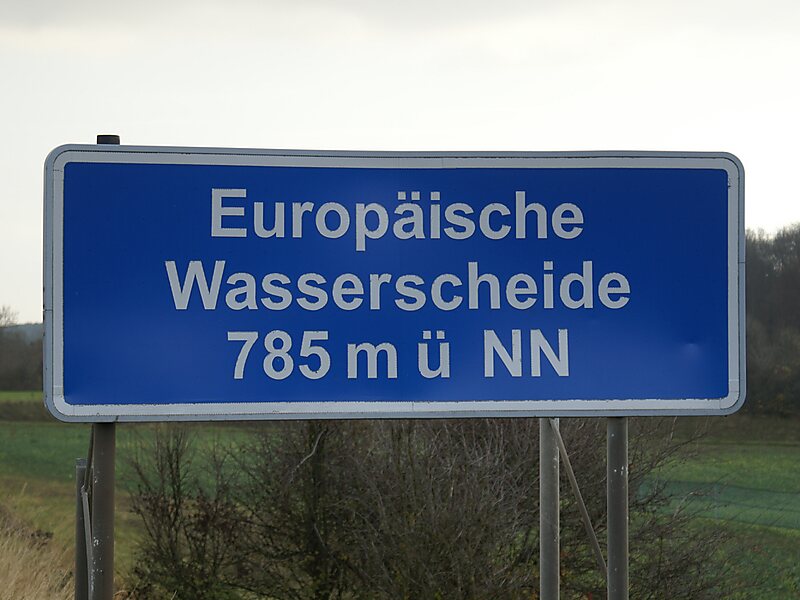 Europäische
Wasserscheide
785 m ü NN